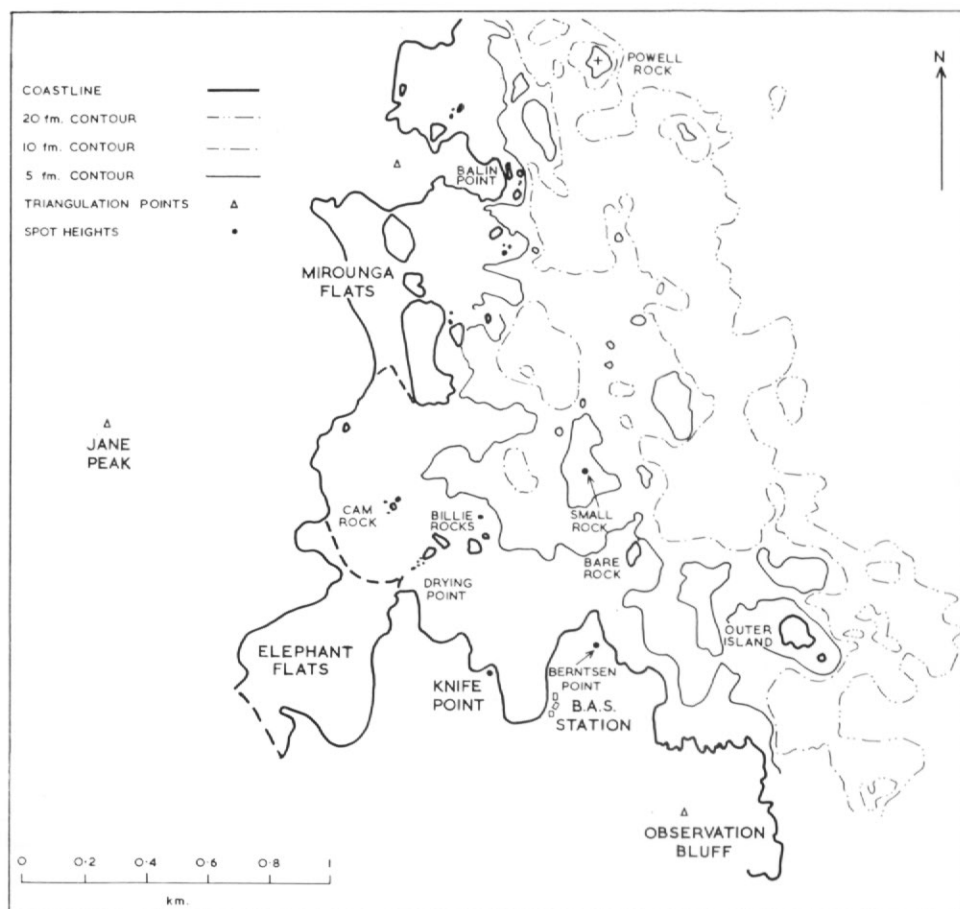 POWELL
ROCK
N
COASTLINE
20 fm. CONTOUR
10 fm. CONTOUR
5 fm. CONTOUR
TRIANGULATION POINTS
SPOT HEIGHTS
BALIN
POINT
MIROUNGA
FLATS
JANE
PEAK
CAM
ROCK
BILLIE
ROCKS
SMALL
ROCK
BARE
ROCK
DRYING
POINT
OUTER
ISLAND
ELEPHANT
FLATS
KNIFE
POINT
BERNTSEN
POINT
B.A.S.
STATION
OBSERVATION
BLUFF
0 0·2 0·4 0·6 0·8 1
km.